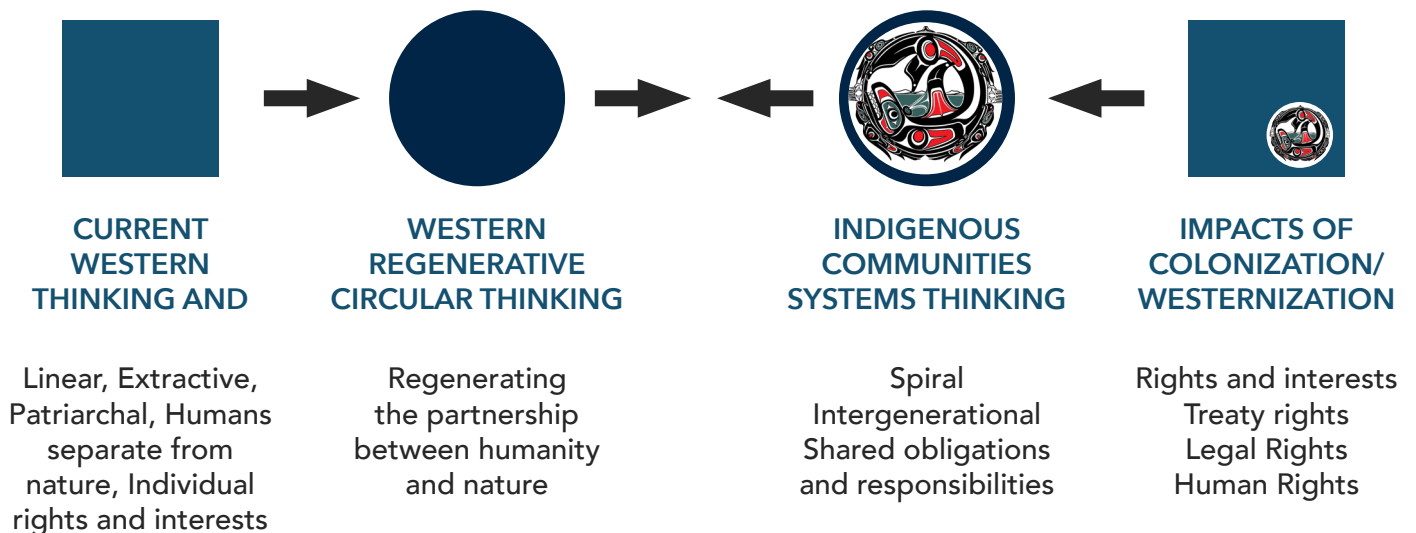 CURRENT
WESTERN
THINKING AND
Linear, Extractive,
Patriarchal, Humans
separate from
nature, Individual
rights and interests
WESTERN
REGENERATIVE
CIRCULAR THINKING
Regenerating
the partnership
between humanity
and nature
INDIGENOUS
COMMUNITIES
SYSTEMS THINKING
Spiral
Intergenerational
Shared obligations
and responsibilities
IMPACTS OF
COLONIZATION/
WESTERNIZATION
Rights and interests
Treaty rights
Legal Rights
Human Rights